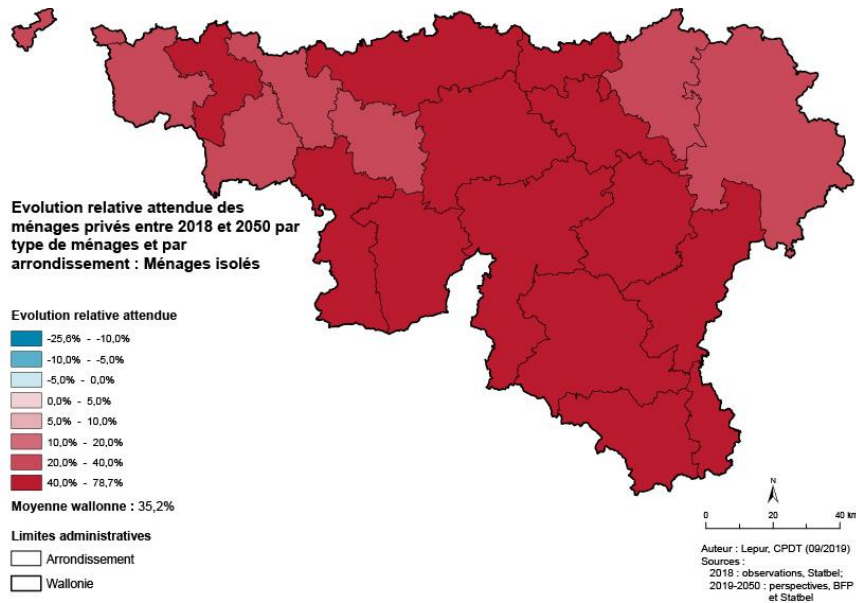 Evolution relative attendue des
ménages privés entre 2018 et 2050 par
type de ménages et par
arrondissement : Ménages isolés
Evolution relative attendue
-25,6% - -10,0%
-10,0% - -5,0%
-5,0% - 0,0%
0,0% - 5,0%
5,0% - 10,0%
10,0% - 20,0%
20,0% - 40,0%
40,0% - 78,7%
Moyenne wallonne : 35,2%
Limites administratives
Arrondissement
Wallonie
N
0 20 40 km
Auteur : Lepur, CPDT (09/2019)
Sources :
2018 : observations, Statbel;
2019-2050 : perspectives, BFP
et Statbel